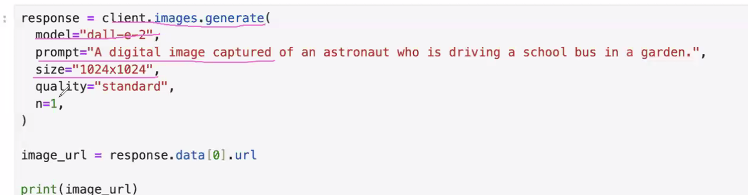 response = client.images.generate(
model="dall-e-2",
prompt="A digital image captured of an astronaut who is driving a school bus in a garden.",
size="1024x1024",
quality="standard",
n=1,
)
image_url = response.data[0].url
print(image_url)